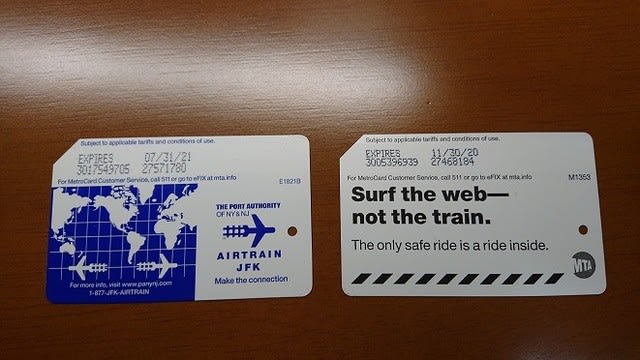 Subject to applicable tariffs and conditions of use.
EXPIRES 07/31/21
3017549705 27571780
For MetroCard Customer Service, call 511 or go to eFIX at mta.info E1821B
THE PORT AUTHORITY
OF NY & NJ
AIRTRAIN
JFK
Make the connection
For more info, visit www.panynj.com
1-877-JFK-AIRTRAIN
Subject to applicable tariffs and conditions of use.
EXPIRES 11/30/20
3005396939 27468184
For MetroCard Customer Service, call 511 or go to eFIX at mta.info M1353
Surf the web—
not the train.
The only safe ride is a ride inside.
MTA